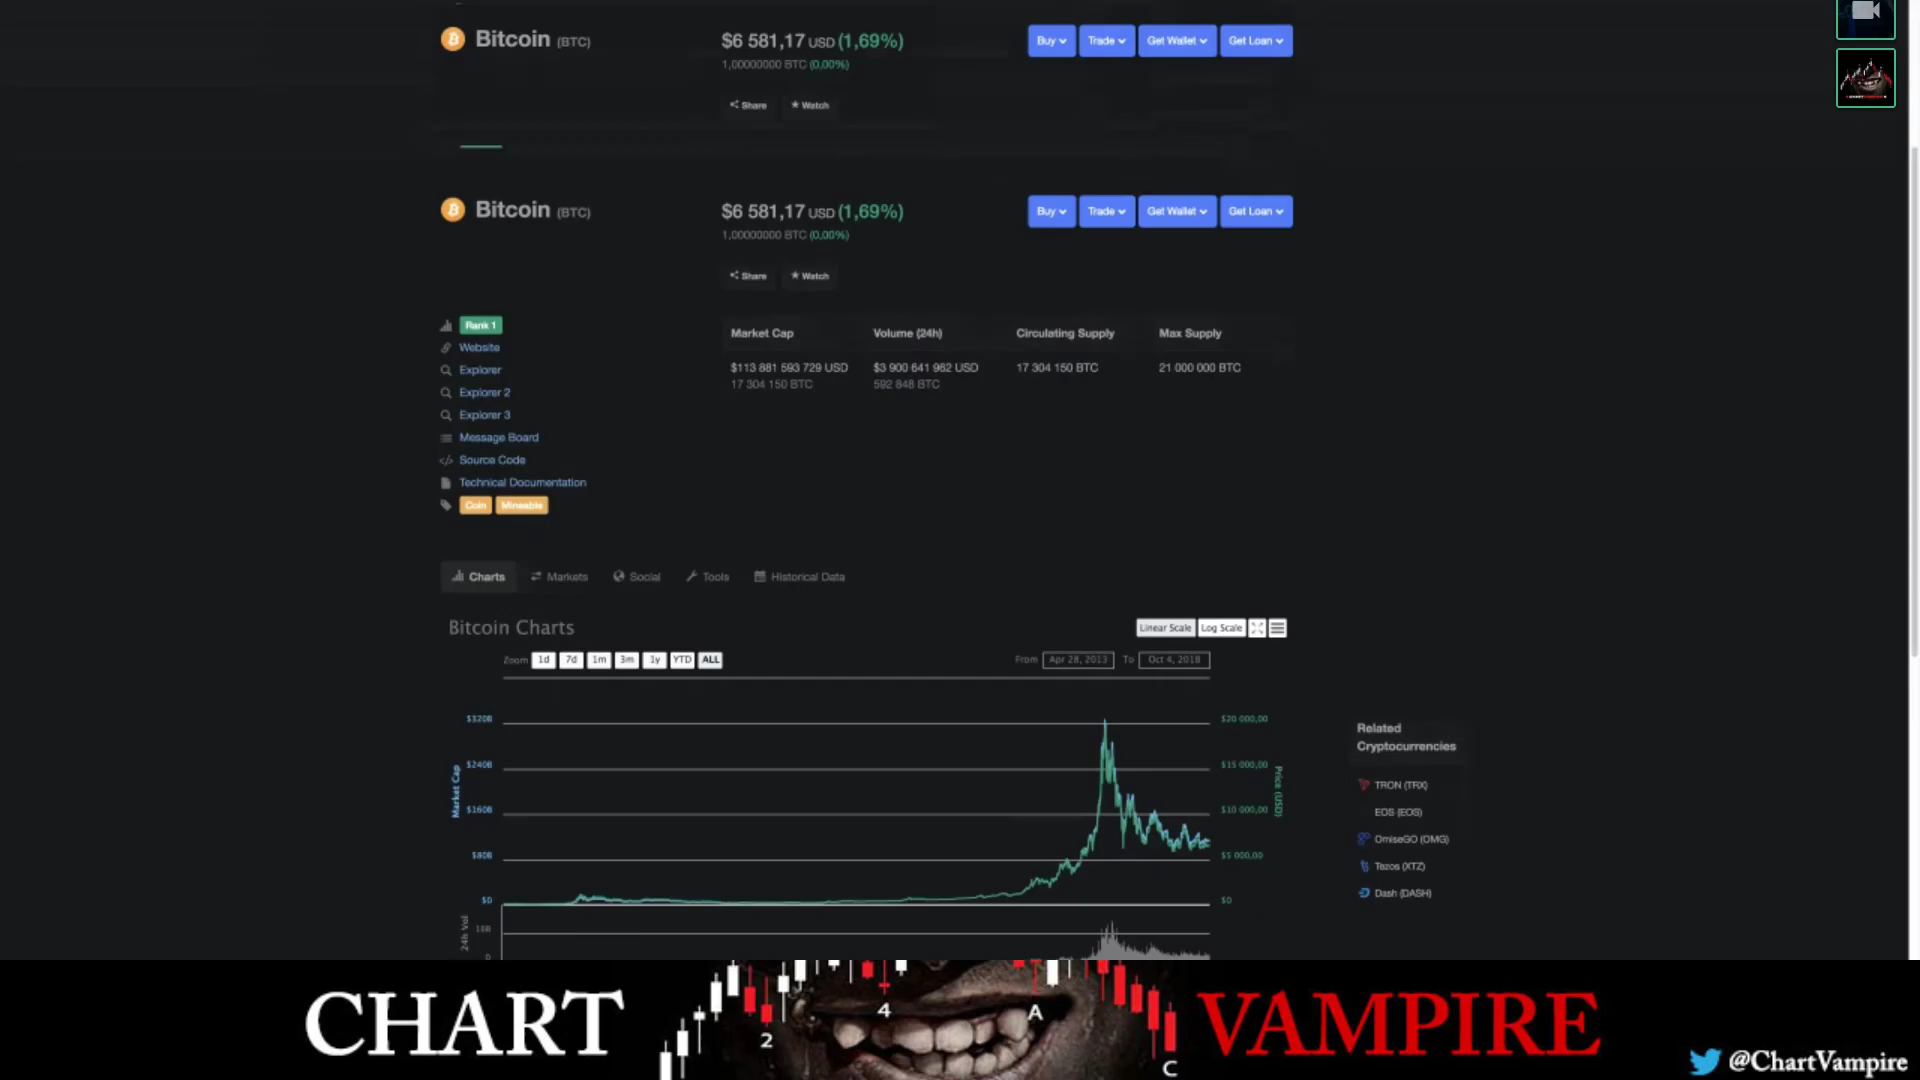 Bitcoin (BTC)
$6 581,17 USD (1,69%)
1,00000000 BTC (0,00%)
Buy Trade Get Wallet Get Loan
Share Watch
Bitcoin (BTC)
$6 581,17 USD (1,69%)
1,00000000 BTC (0,00%)
Buy Trade Get Wallet Get Loan
Share Watch
Rank 1
Website
Explorer
Explorer 2
Explorer 3
Message Board
Source Code
Technical Documentation
Coin Mineable
Market Cap Volume (24h) Circulating Supply Max Supply
$113 881 593 729 USD $3 900 641 982 USD 17 304 150 BTC 21 000 000 BTC
17 304 150 BTC 592 848 BTC
Charts Markets Social Tools Historical Data
Bitcoin Charts
Linear Scale Log Scale
Zoom 1d 7d 1m 3m 1y YTD ALL
From Apr 28, 2013 To Oct 4, 2018
$320B $20 000,00
$240B $15 000,00
$160B $10 000,00
$80B $5 000,00
$0 $0
Market Cap
Price (USD)
24h Vol
10B
0
Related
Cryptocurrencies
TRON (TRX)
EOS (EOS)
OmiseGO (OMG)
Tezos (XTZ)
Dash (DASH)
CHART VAMPIRE
2
4
A
C
@ChartVampire